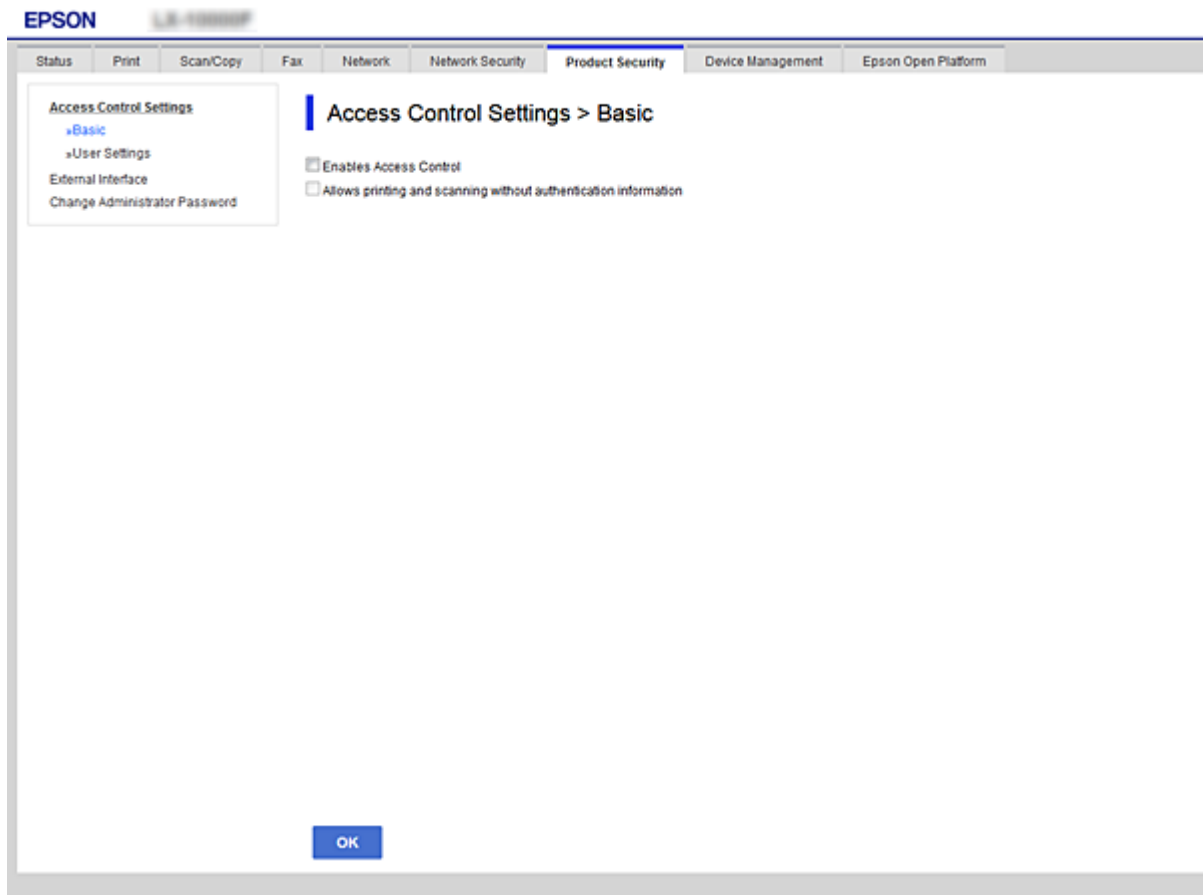 EPSON
Status Print Scan/Copy Fax Network Network Security Product Security Device Management Epson Open Platform
Access Control Settings
»Basic
»User Settings
External Interface
Change Administrator Password
Access Control Settings > Basic
Enables Access Control
Allows printing and scanning without authentication information
OK